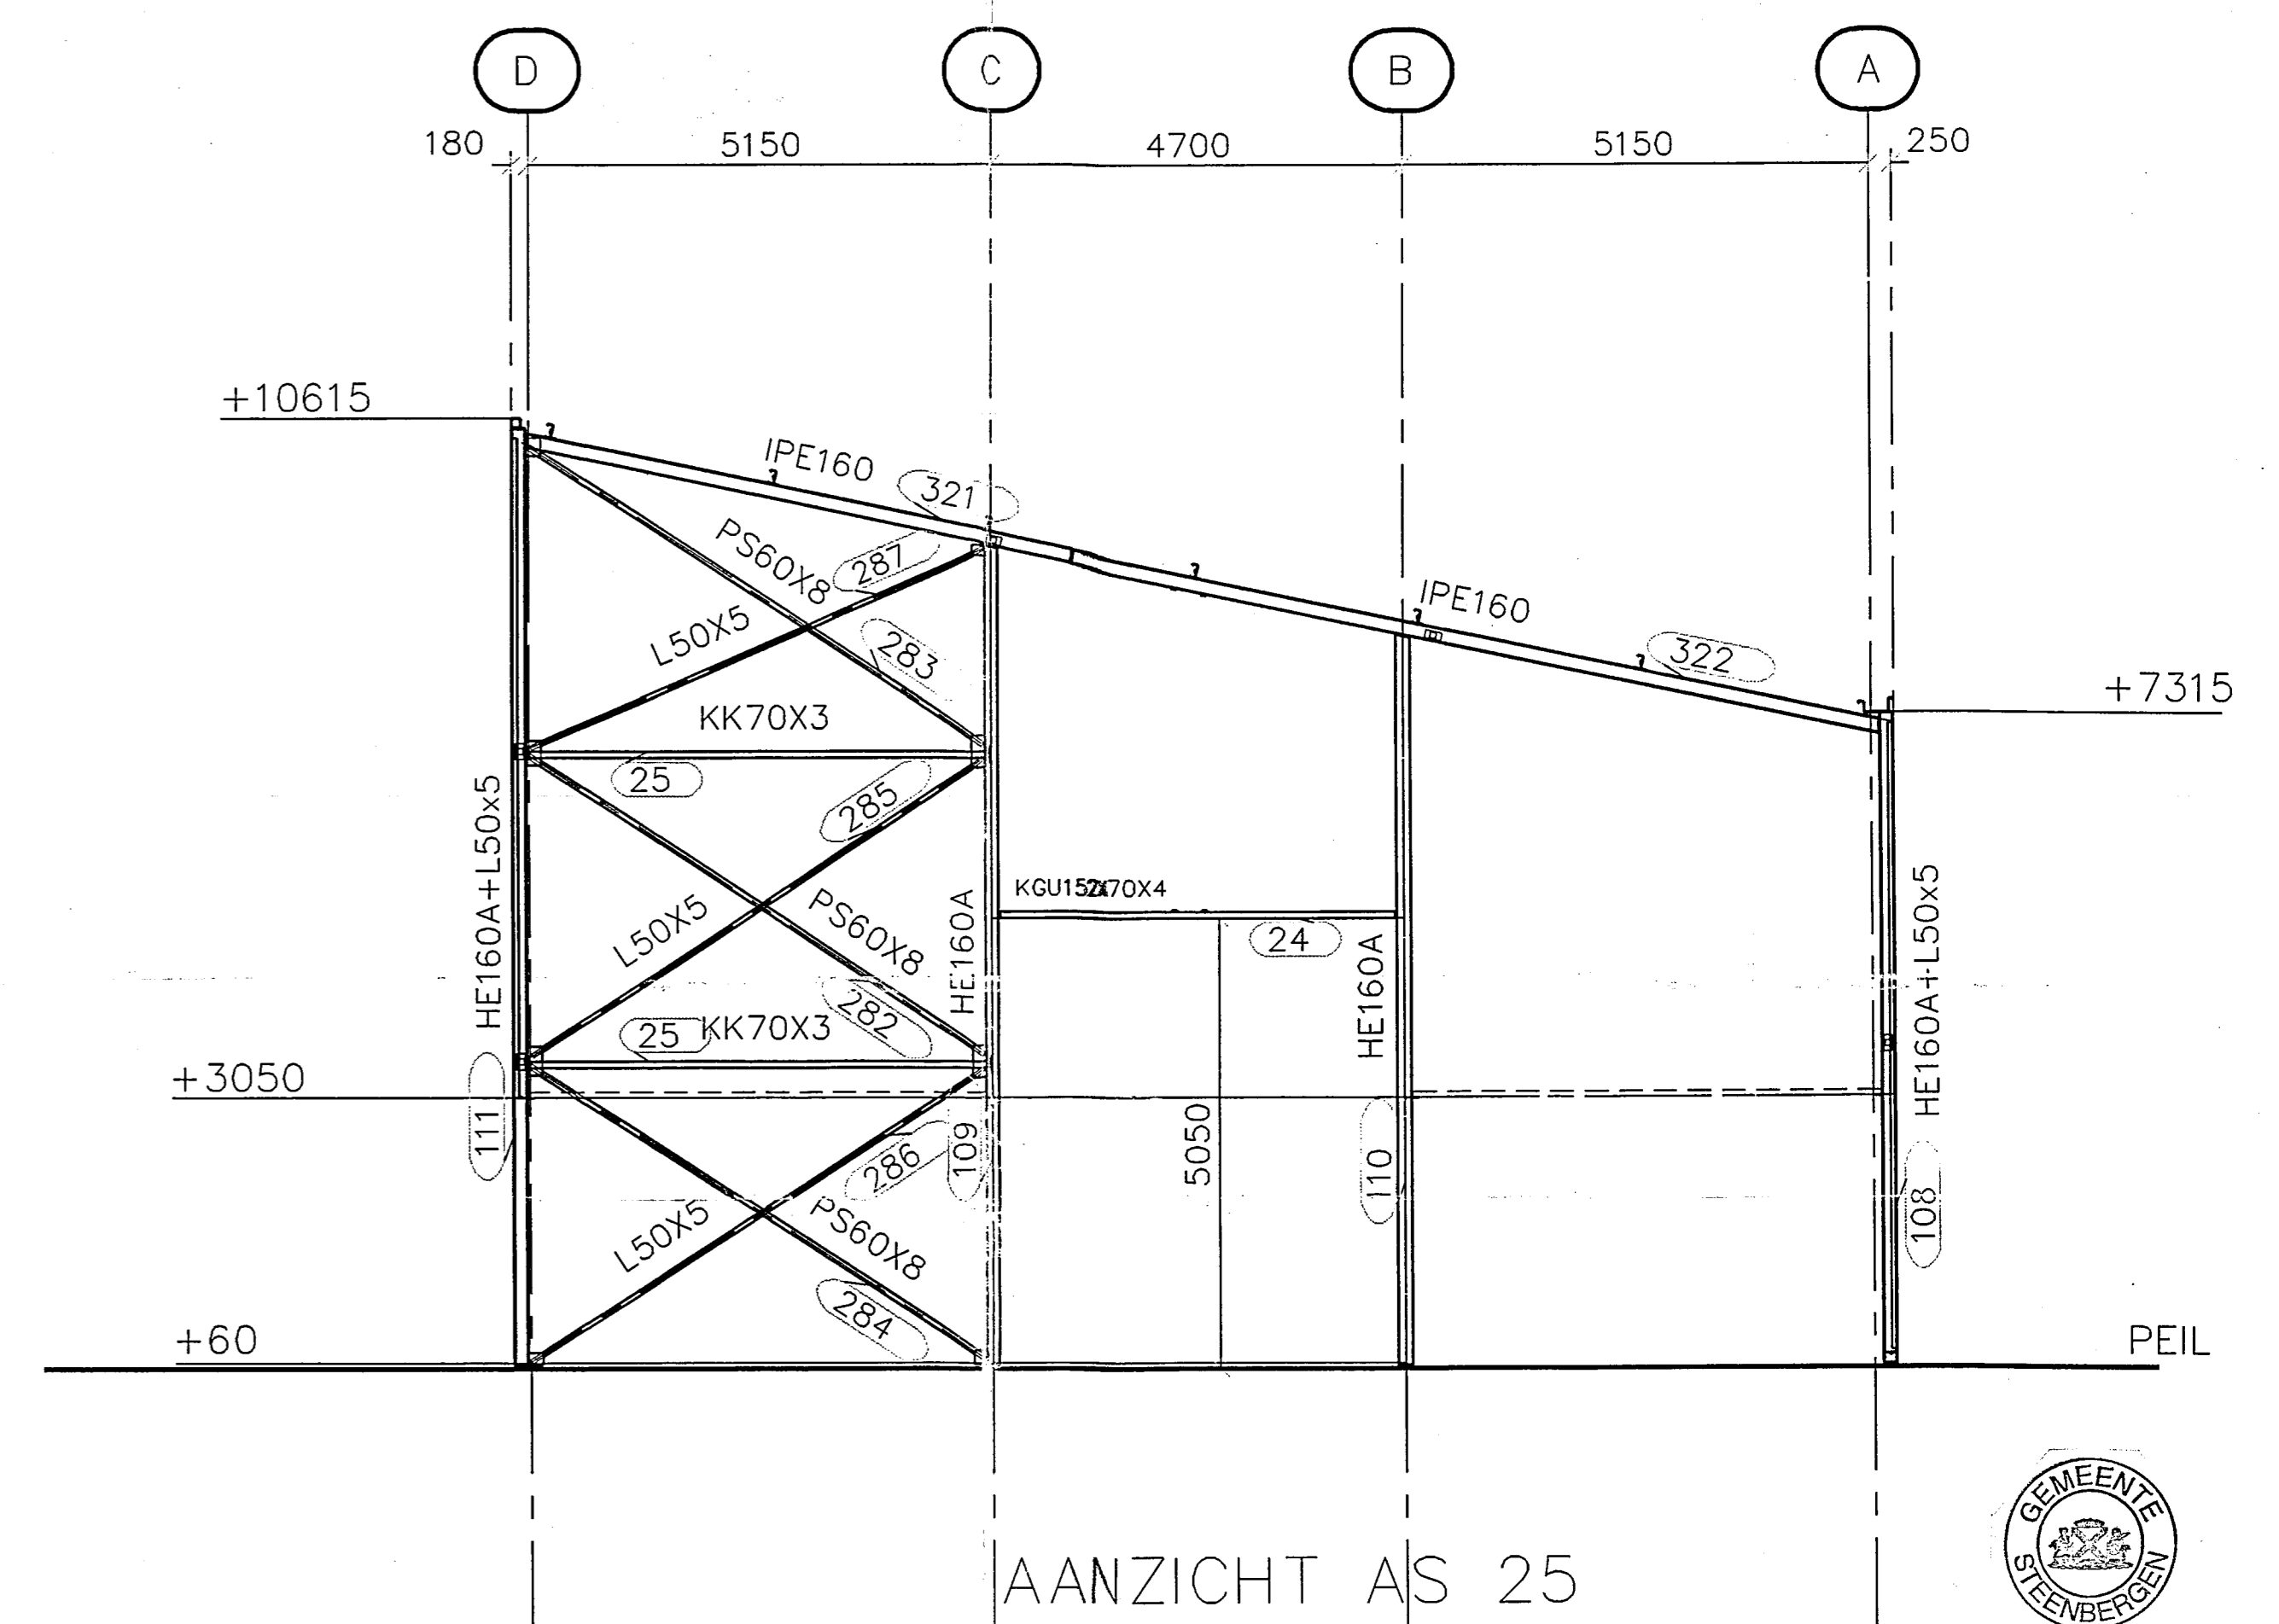 D C B A
180 5150 4700 5150 250
+10615
IPE160
321
PS60X8
287
L50X5
283
IPE160
322
+7315
KK70X3
25
285
HE160A+L50x5
L50X5
PS60X8
HE160A
282
KGU152X70X4
24
HE160A
HE160A+L50x5
25 KK70X3
+3050
111
286
109
5050
110
108
L50X5
PS60X8
284
+60
PEIL
AANZICHT AS 25
GEMEENTE
STEENBERGEN